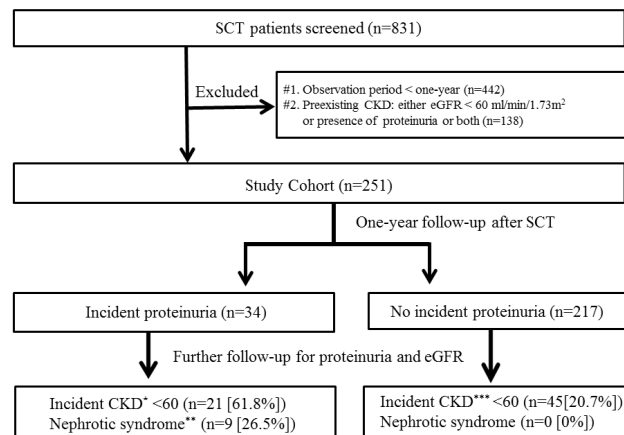 SCT patients screened (n=831)
Excluded
#1. Observation period < one-year (n=442)
#2. Preexisting CKD: either eGFR < 60 ml/min/1.73m²
or presence of proteinuria or both (n=138)
Study Cohort (n=251)
One-year follow-up after SCT
Incident proteinuria (n=34)
No incident proteinuria (n=217)
Further follow-up for proteinuria and eGFR
Incident CKD* <60 (n=21 [61.8%])
Nephrotic syndrome** (n=9 [26.5%])
Incident CKD*** <60 (n=45[20.7%])
Nephrotic syndrome (n=0 [0%])